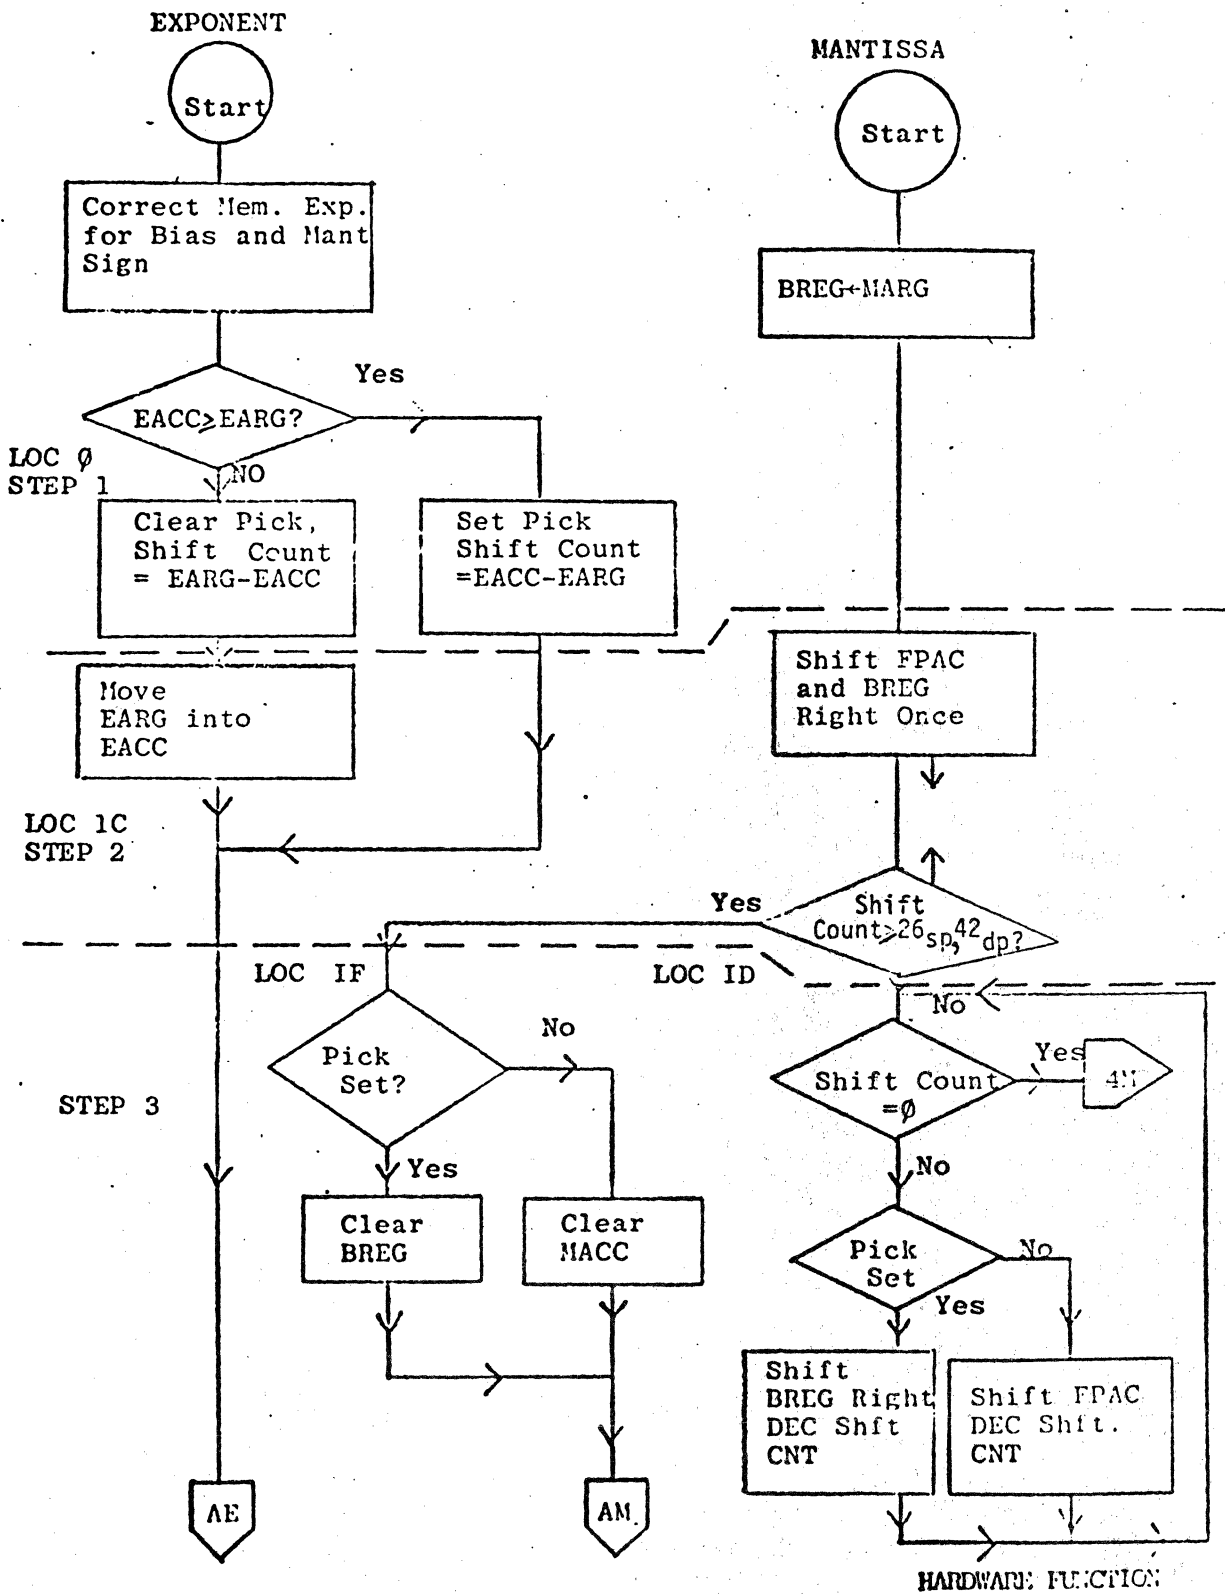 EXPONENT
Start
Correct Mem. Exp.
for Bias and Mant
Sign
EACC≥EARG?
Yes
NO
LOC Ø
STEP 1
Clear Pick,
Shift Count
= EARG-EACC
Set Pick
Shift Count
=EACC-EARG
Move
EARG into
EACC
LOC 1C
STEP 2
MANTISSA
Start
BREG←MARG
Shift FPAC
and BREG
Right Once
Shift
Count≥26sp,42dp?
Yes
No
LOC IF
LOC ID
STEP 3
Pick
Set?
No
Yes
Clear
BREG
Clear
MACC
Shift Count
=Ø
Yes
4M
No
Pick
Set
No
Yes
Shift
BREG Right
DEC Shft
CNT
Shift FPAC
DEC Shft.
CNT
AE
AM
HARDWARE FUNCTION